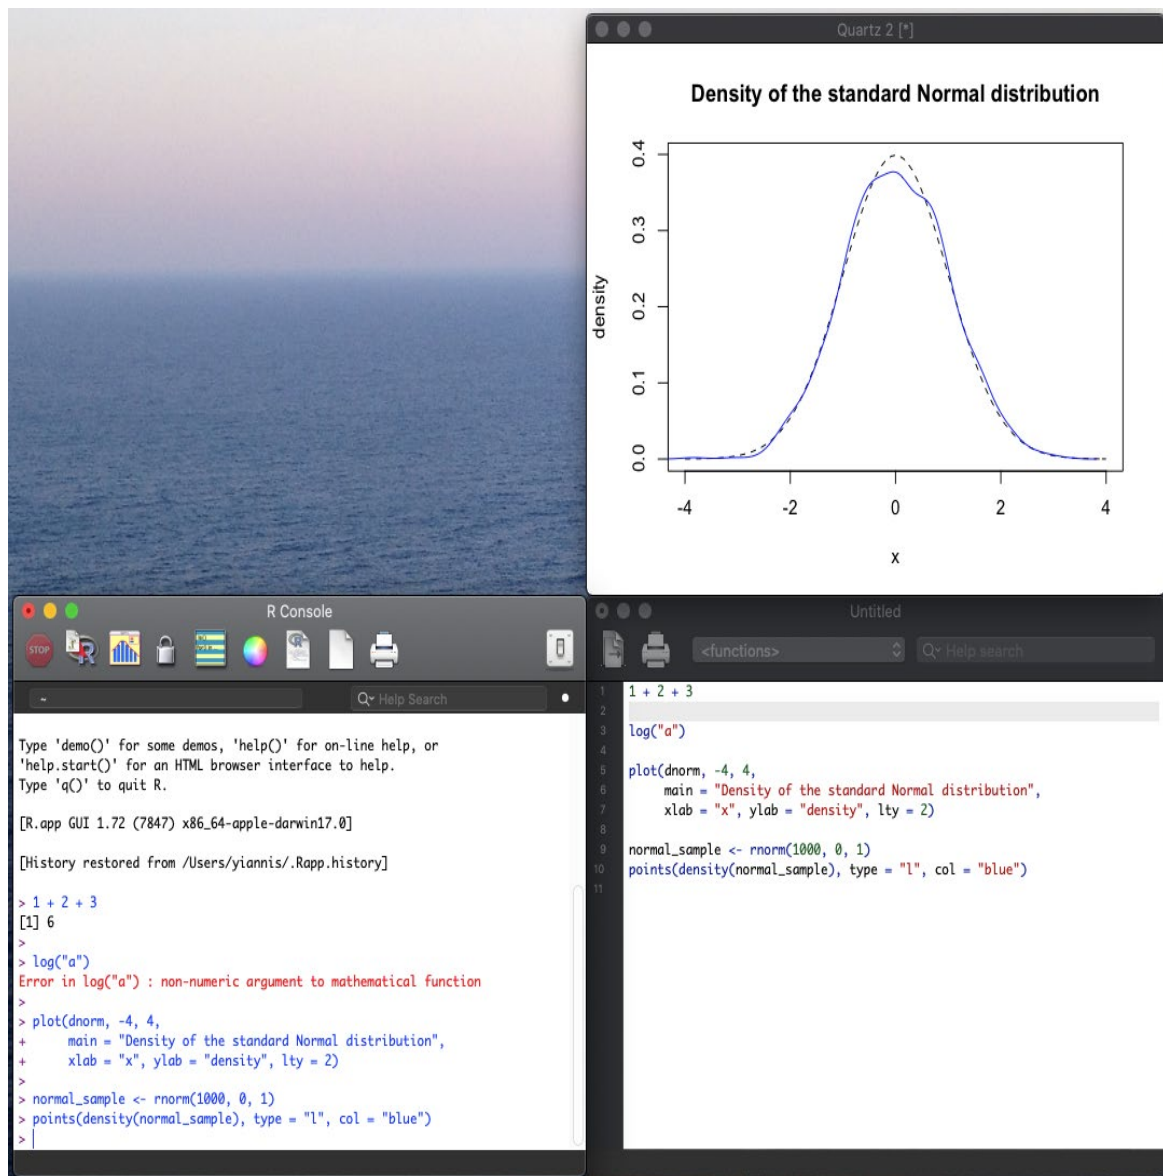 Quartz 2 [*]
Density of the standard Normal distribution
density
0.4
0.3
0.2
0.1
0.0
-4 -2 0 2 4
x
R Console
STOP
R
R
~ Help Search
Type 'demo()' for some demos, 'help()' for on-line help, or
'help.start()' for an HTML browser interface to help.
Type 'q()' to quit R.
[R.app GUI 1.72 (7847) x86_64-apple-darwin17.0]
[History restored from /Users/yiannis/.Rapp.history]
> 1 + 2 + 3
[1] 6
>
> log("a")
Error in log("a") : non-numeric argument to mathematical function
>
> plot(dnorm, -4, 4,
+ main = "Density of the standard Normal distribution",
+ xlab = "x", ylab = "density", lty = 2)
>
> normal_sample <- rnorm(1000, 0, 1)
> points(density(normal_sample), type = "l", col = "blue")
>
Untitled
<functions> Help search
1 1 + 2 + 3
2
3 log("a")
4
5 plot(dnorm, -4, 4,
6 main = "Density of the standard Normal distribution",
7 xlab = "x", ylab = "density", lty = 2)
8
9 normal_sample <- rnorm(1000, 0, 1)
10 points(density(normal_sample), type = "l", col = "blue")
11